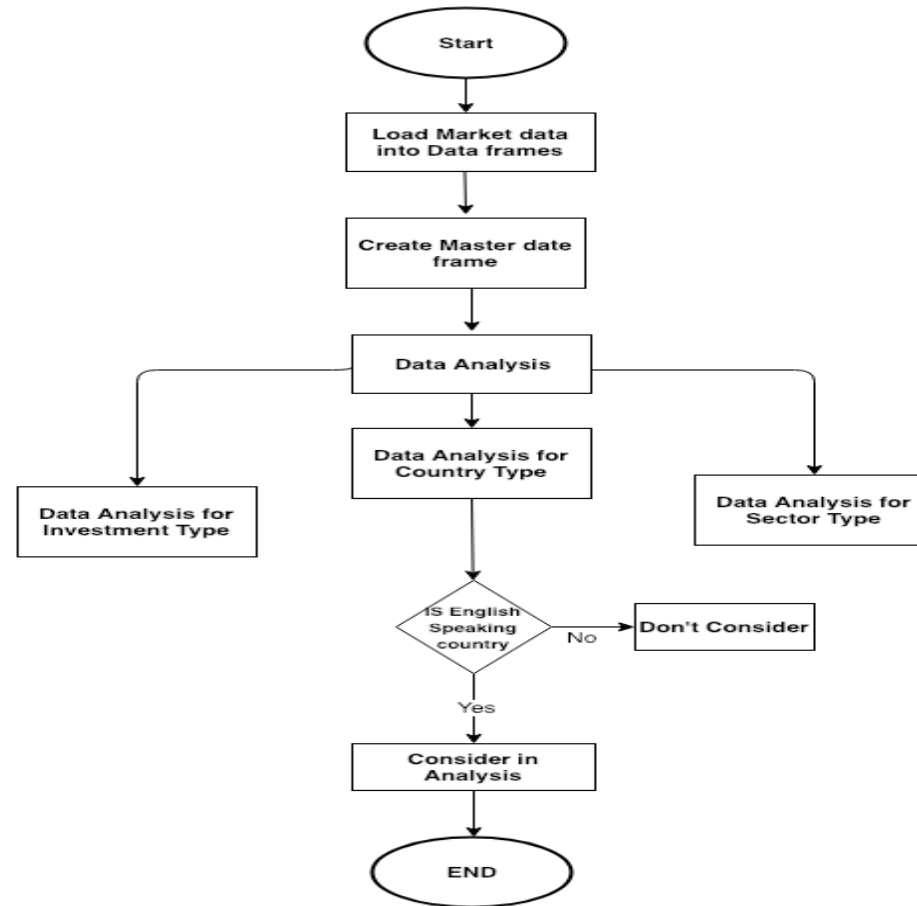 Start
Load Market data
into Data frames
Create Master date
frame
Data Analysis
Data Analysis for
Country Type
Data Analysis for
Investment Type
Data Analysis for
Sector Type
IS English
Speaking
country
No
Don't Consider
Yes
Consider in
Analysis
END